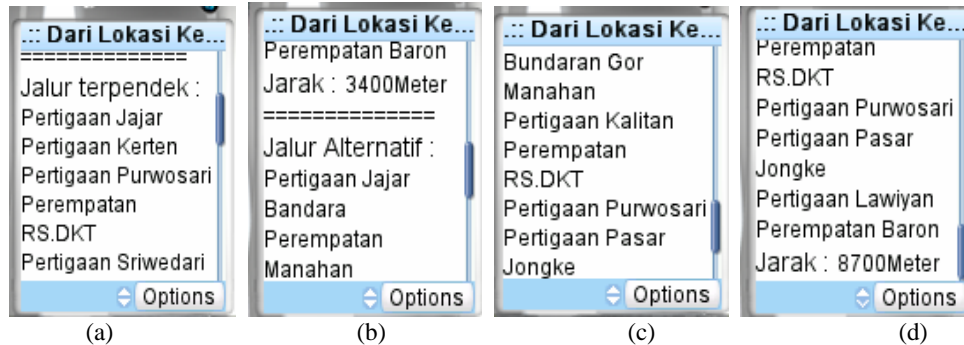 .:: Dari Lokasi Ke...
==============
Jalur terpendek :
Pertigaan Jajar
Pertigaan Kerten
Pertigaan Purwosari
Perempatan
RS.DKT
Pertigaan Sriwedari
Options
(a)
.:: Dari Lokasi Ke...
Perempatan Baron
Jarak : 3400Meter
==============
Jalur Alternatif :
Pertigaan Jajar
Bandara
Perempatan
Manahan
Options
(b)
.:: Dari Lokasi Ke...
Bundaran Gor
Manahan
Pertigaan Kalitan
Perempatan
RS.DKT
Pertigaan Purwosari
Pertigaan Pasar
Jongke
Options
(c)
.:: Dari Lokasi Ke...
Perempatan
RS.DKT
Pertigaan Purwosari
Pertigaan Pasar
Jongke
Pertigaan Lawiyan
Perempatan Baron
Jarak : 8700Meter
Options
(d)